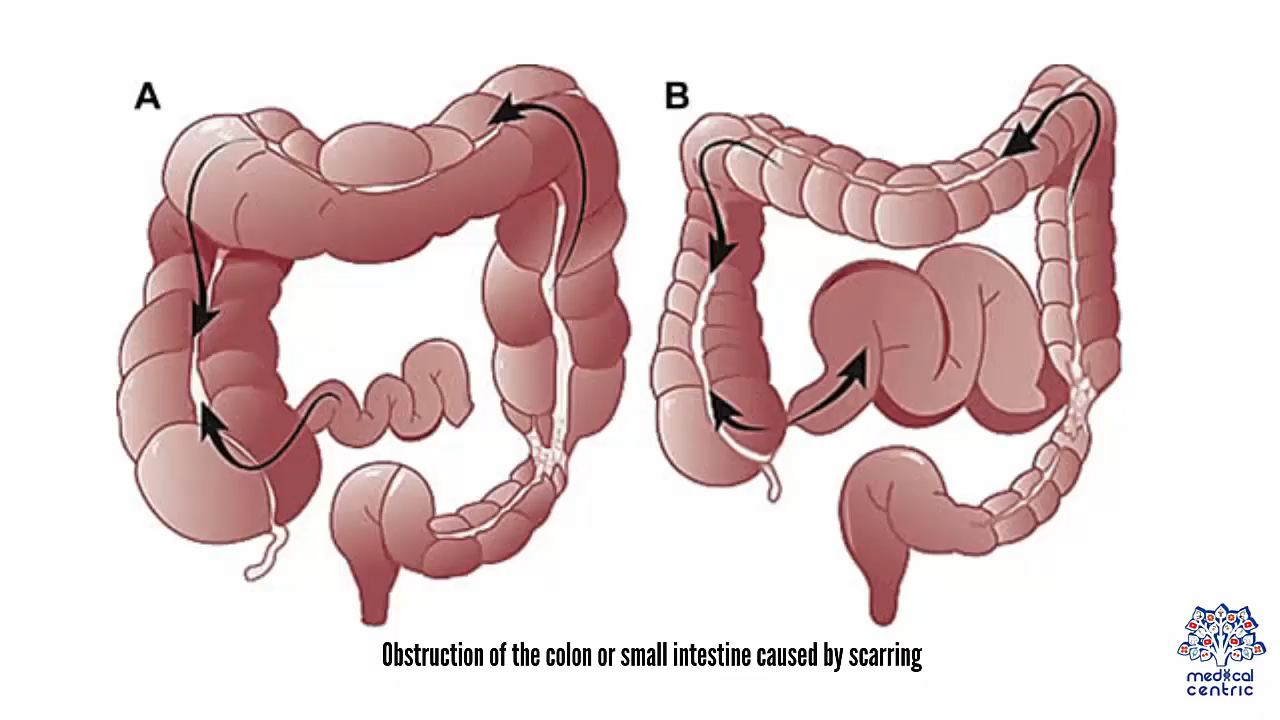 A
B
Obstruction of the colon or small intestine caused by scarring
medical
centric